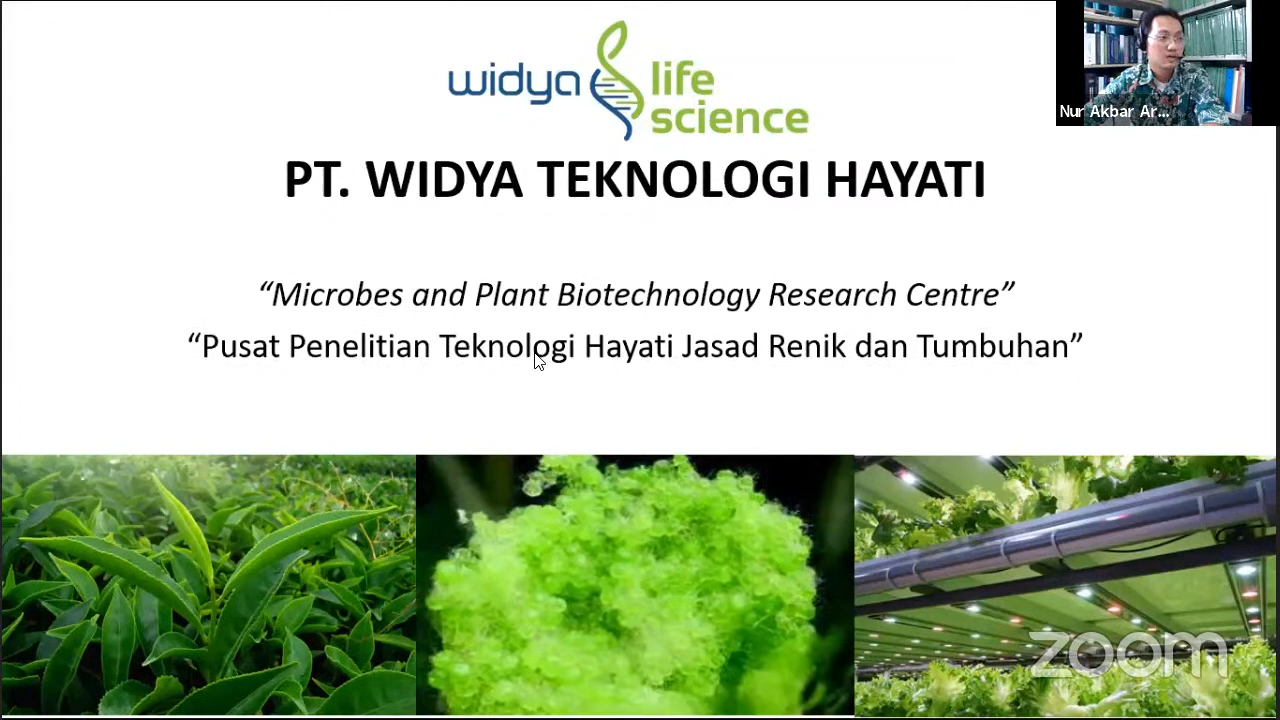 widya life
science
PT. WIDYA TEKNOLOGI HAYATI
“Microbes and Plant Biotechnology Research Centre”
“Pusat Penelitian Teknologi Hayati Jasad Renik dan Tumbuhan”
Nur Akbar Ar...
zoom